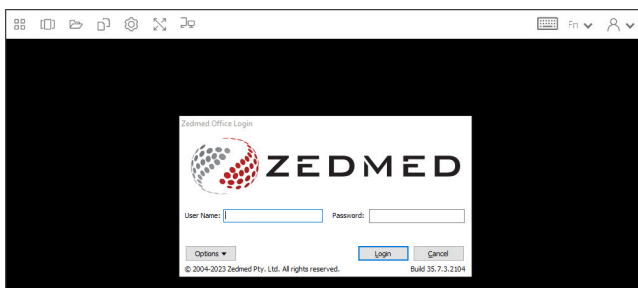 Fn
Zedmed Office Login
ZEDMED
User Name:
Password:
Options
Login
Cancel
© 2004-2023 Zedmed Pty. Ltd. All rights reserved.
Build 35.7.3.2104